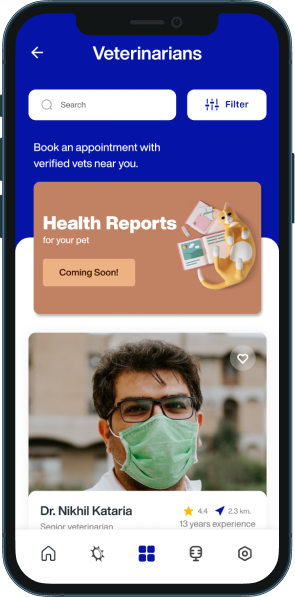 Veterinarians
Search
Filter
Book an appointment with
verified vets near you.
Health Reports
for your pet
Coming Soon!
Dr. Nikhil Kataria
4.4
2.3 km.
Senior veterinarian
13 years experience